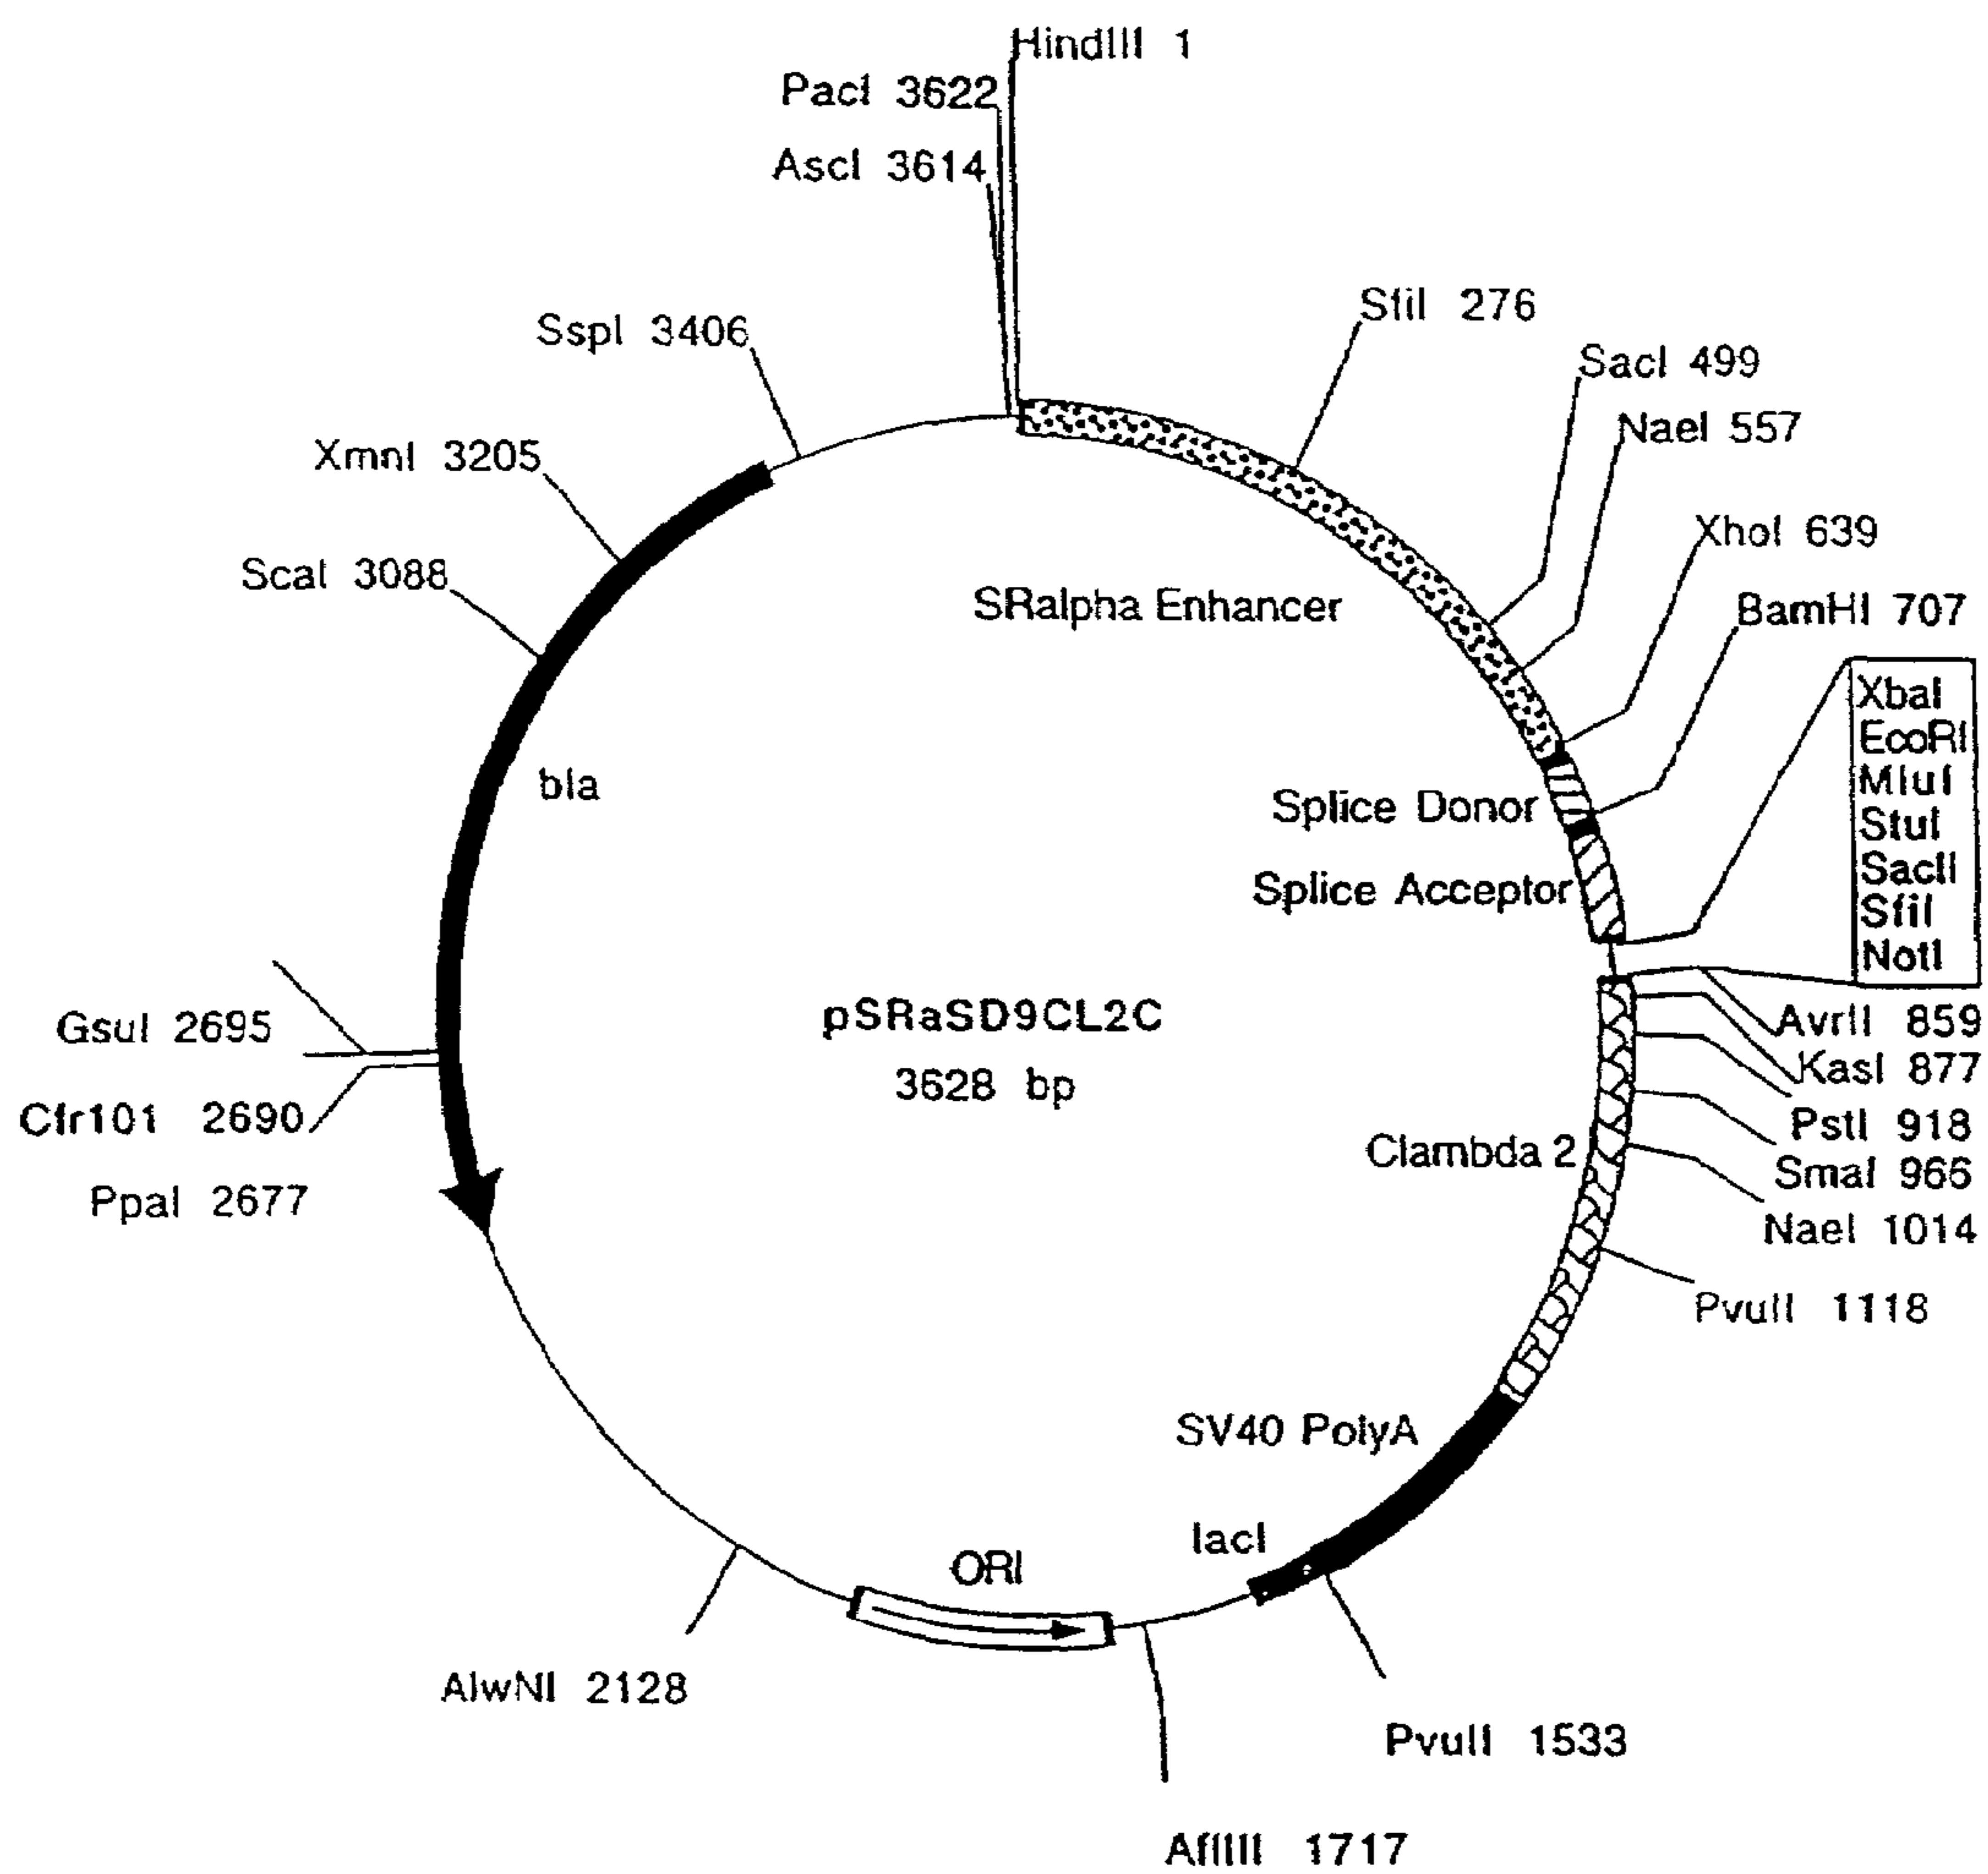 HindIII 1
PacI 3622
AscI 3614
SfiI 276
SspI 3406
SacI 499
NaeI 557
XmnI 3205
XhoI 639
ScaI 3088
SRalpha Enhancer
BamHI 707
XbaI
EcoRI
MluI
StuI
SacII
SfiI
NotI
bla
Splice Donor
Splice Acceptor
pSRaSD9CL2C
3628 bp
GsuI 2695
AvrII 859
KasI 877
Cfr101 2690
PstI 918
Clambda 2
SmaI 966
PpaI 2677
NaeI 1014
PvuII 1118
SV40 PolyA
lacI
ORI
AlwNI 2128
PvuII 1533
AflIII 1717